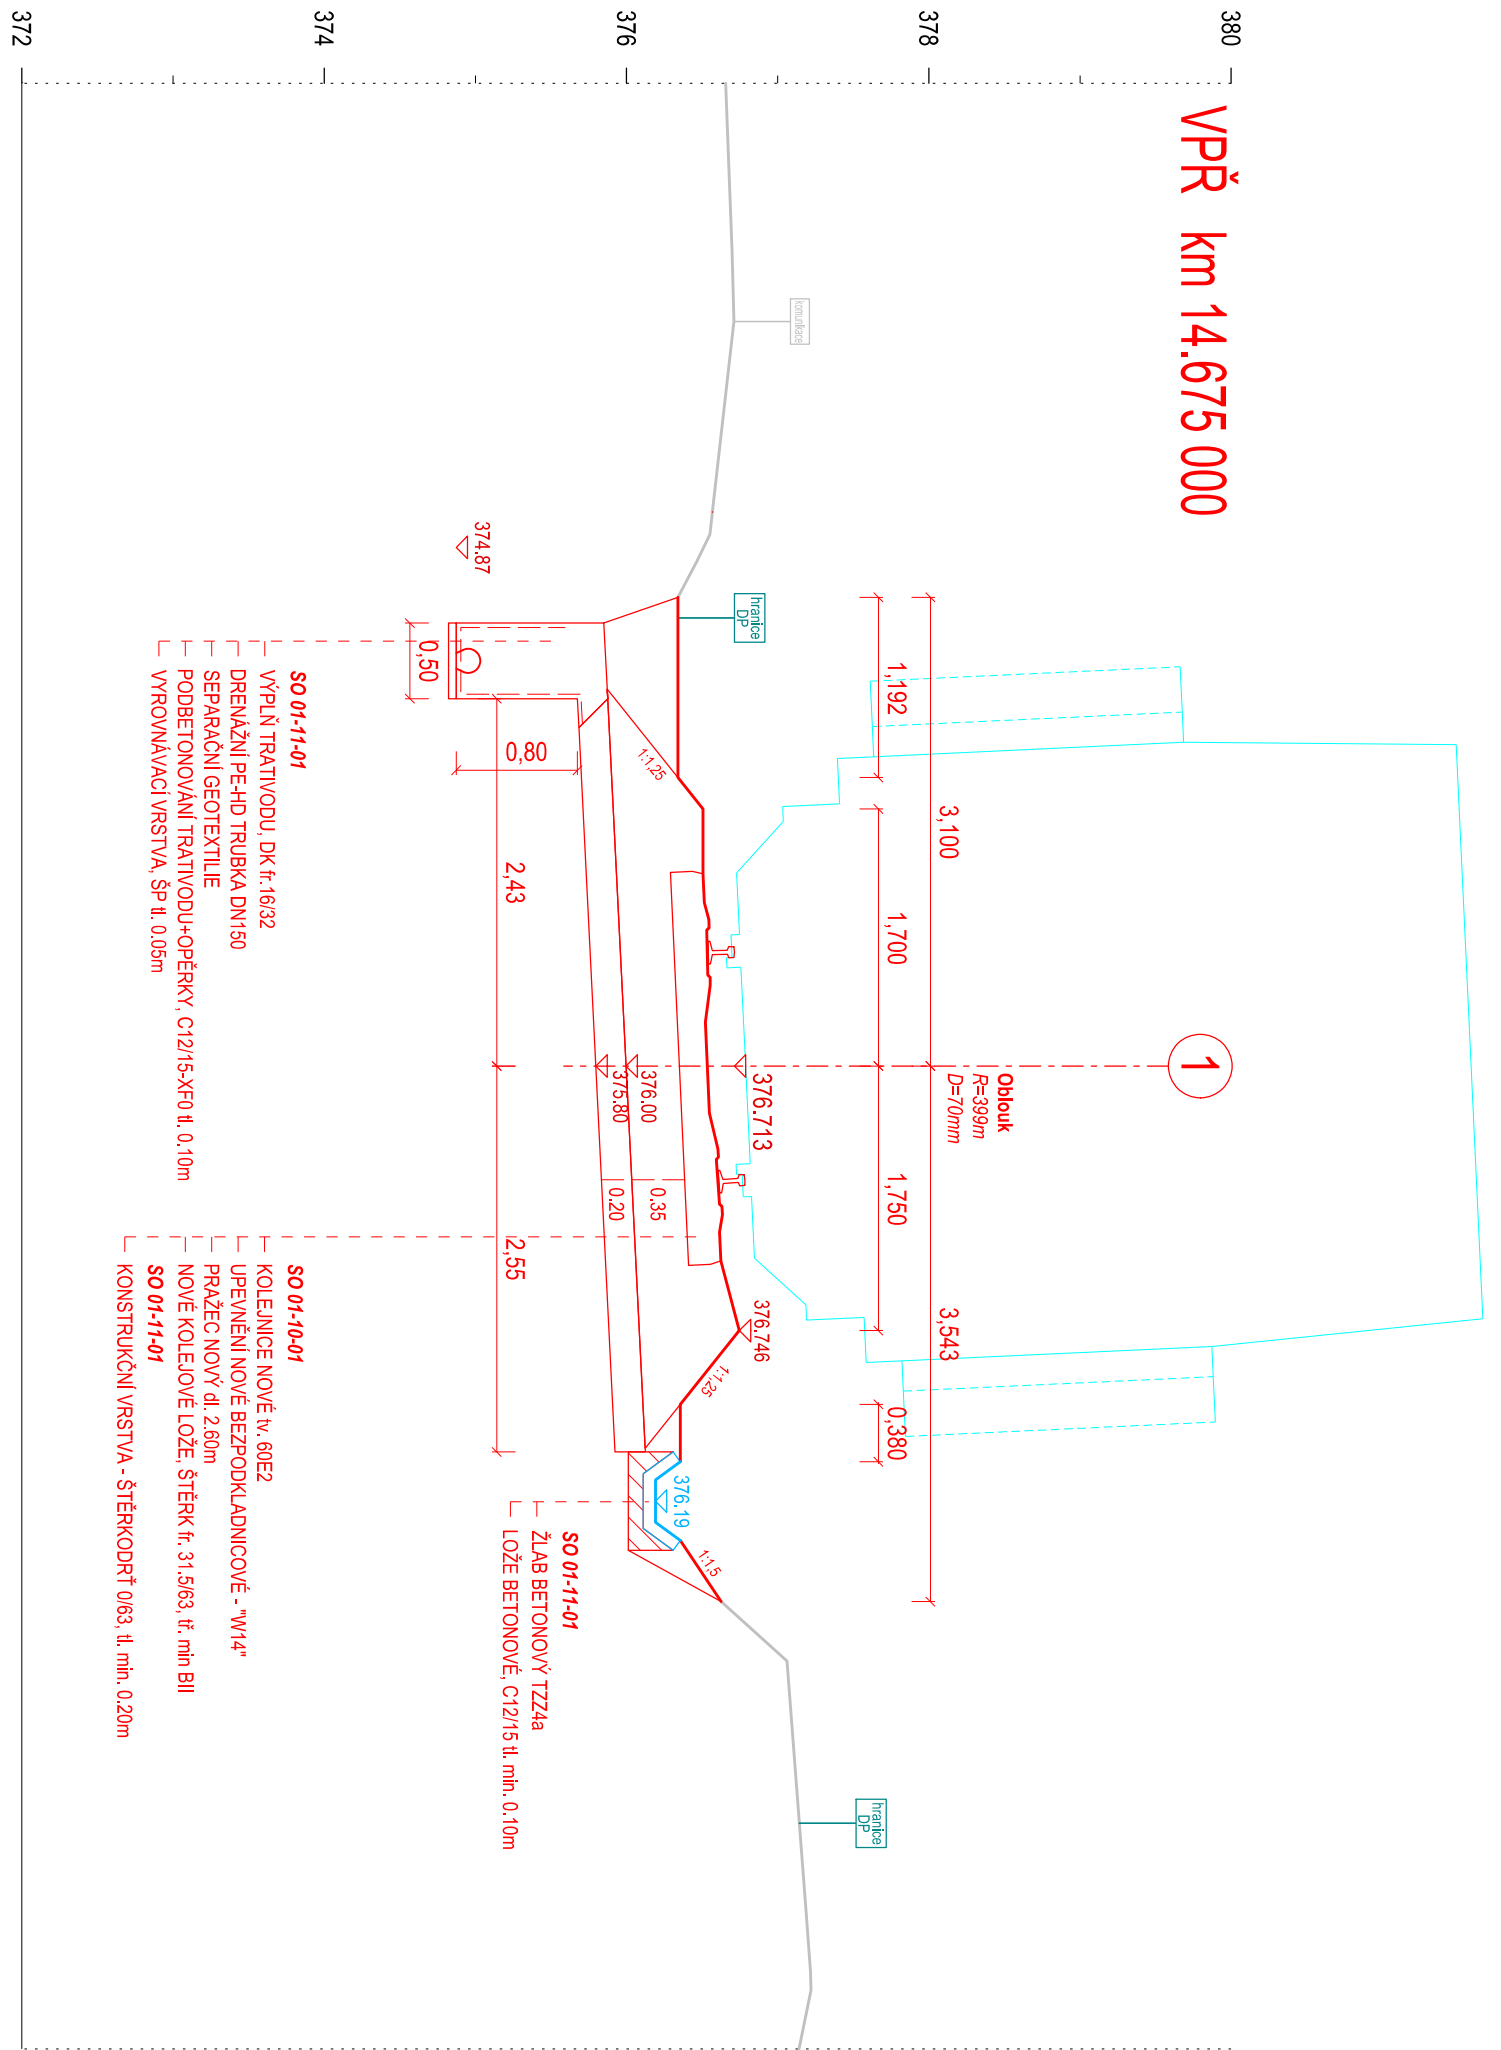 VPŘ km 14.675 000
380
378
376
374
372
1
Oblouk
R=399m
D=70mm
3,100
3,543
1,192
1,700
1,750
0,380
komunikace
hranice
DP
hranice
DP
376.713
376.746
1:1,25
1:1,25
1:1,5
376.19
376.00
375.80
0.35
0.20
374.87
0,80
2,43
2,55
0,50
SO 01-11-01
ŽLAB BETONOVÝ TZZ4a
LOŽE BETONOVÉ, C12/15 tl. min. 0.10m
SO 01-11-01
VÝPLŇ TRATIVODU, DK fr.16/32
DRENÁŽNÍ PE-HD TRUBKA DN150
SEPARAČNÍ GEOTEXTILIE
PODBETONOVÁNÍ TRATIVODU+OPĚRKY, C12/15-XF0 tl. 0.10m
VYROVNÁVACÍ VRSTVA, ŠP tl. 0.05m
SO 01-10-01
KOLEJNICE NOVÉ tv. 60E2
UPEVNĚNÍ NOVÉ BEZPODKLADNICOVÉ - "W14"
PRAŽEC NOVÝ dl. 2.60m
NOVÉ KOLEJOVÉ LOŽE, ŠTĚRK fr. 31.5/63, tř. min BII
SO 01-11-01
KONSTRUKČNÍ VRSTVA - ŠTĚRKODRŤ 0/63, tl. min. 0.20m